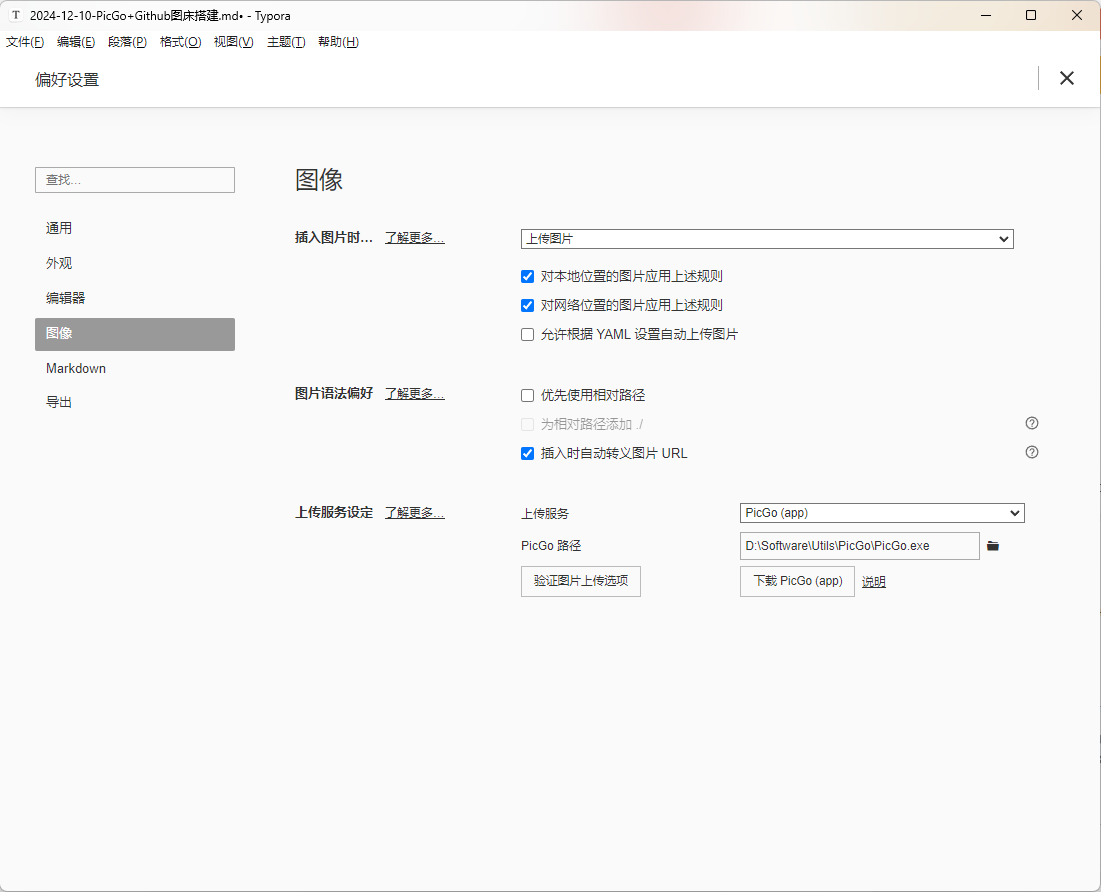 T 2024-12-10-PicGo+Github图床搭建.md• - Typora
文件(F) 编辑(E) 段落(P) 格式(O) 视图(V) 主题(T) 帮助(H)
偏好设置
查找...
通用
外观
编辑器
图像
Markdown
导出
图像
插入图片时... 了解更多... 上传图片
对本地位置的图片应用上述规则
对网络位置的图片应用上述规则
允许根据 YAML 设置自动上传图片
图片语法偏好 了解更多... 优先使用相对路径
为相对路径添加 ./ ?
插入时自动转义图片 URL ?
上传服务设定 了解更多... 上传服务 PicGo (app)
PicGo 路径 D:\Software\Utils\PicGo\PicGo.exe
验证图片上传选项 下载 PicGo (app) 说明